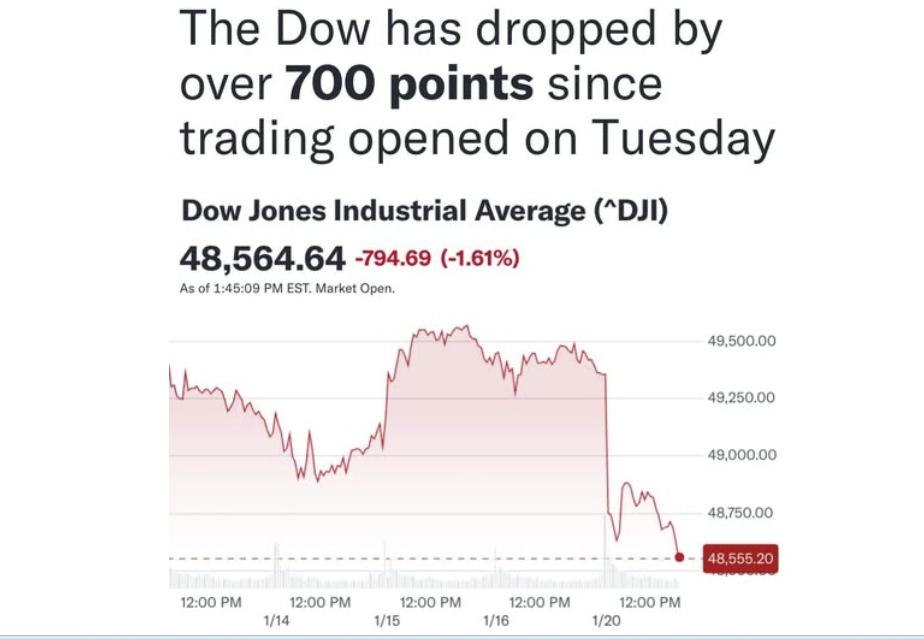 The Dow has dropped by
over 700 points since
trading opened on Tuesday
Dow Jones Industrial Average (^DJI)
48,564.64 -794.69 (-1.61%)
As of 1:45:09 PM EST. Market Open.
49,500.00
49,250.00
49,000.00
48,750.00
48,555.20
12:00 PM 12:00 PM 12:00 PM 12:00 PM 12:00 PM
1/14 1/15 1/16 1/20